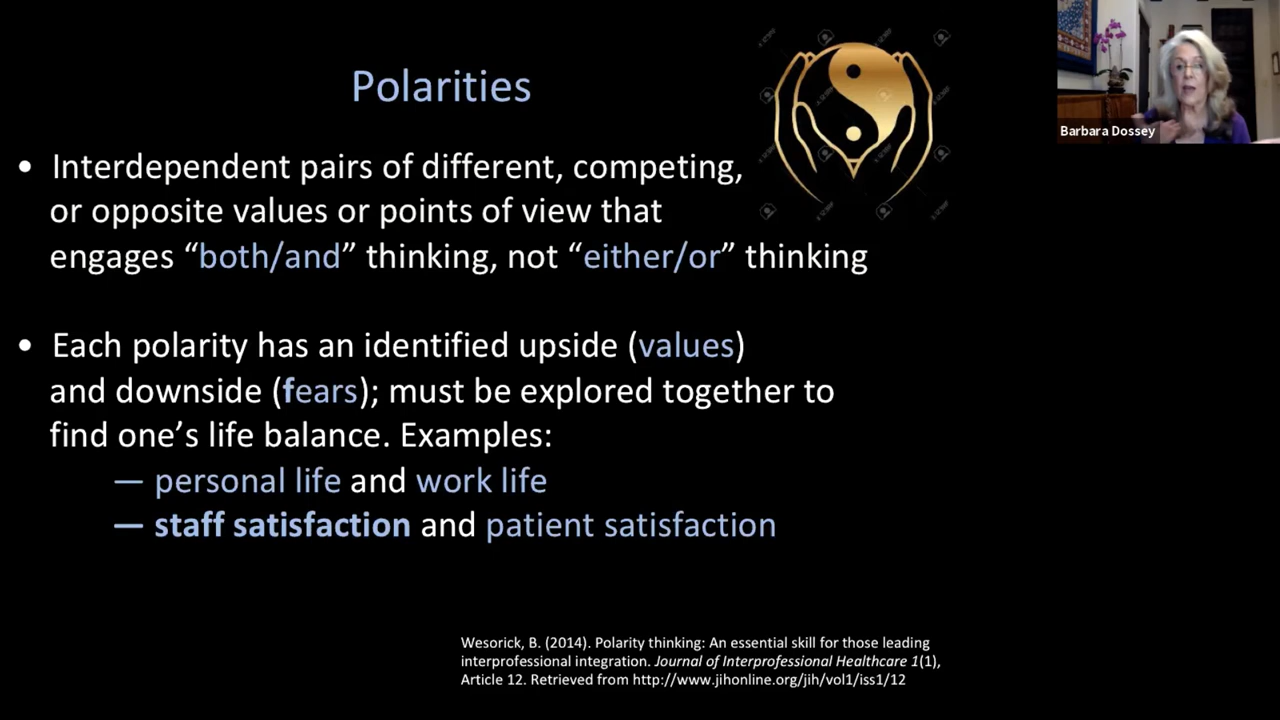 Polarities
• Interdependent pairs of different, competing,
or opposite values or points of view that
engages “both/and” thinking, not “either/or” thinking
• Each polarity has an identified upside (values)
and downside (fears); must be explored together to
find one’s life balance. Examples:
— personal life and work life
— staff satisfaction and patient satisfaction
Wesorick, B. (2014). Polarity thinking: An essential skill for those leading
interprofessional integration. Journal of Interprofessional Healthcare 1(1),
Article 12. Retrieved from http://www.jihonline.org/jih/vol1/iss1/12
Barbara Dossey